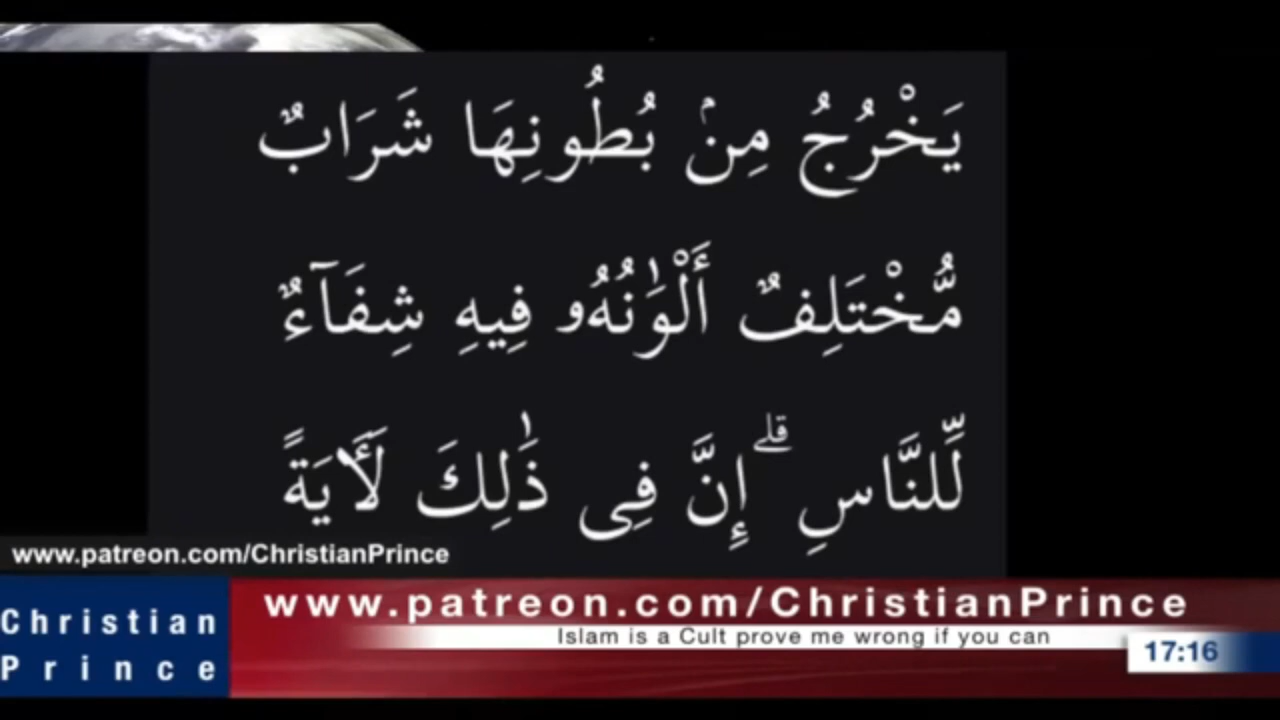 يَخْرُجُ مِنۢ بُطُونِهَا شَرَابٌ
مُّخْتَلِفٌ أَلْوَٰنُهُۥ فِيهِ شِفَآءٌ
لِّلنَّاسِ ۗ إِنَّ فِى ذَٰلِكَ لَأَيَةً
www.patreon.com/ChristianPrince
www.patreon.com/ChristianPrince
Islam is a Cult prove me wrong if you can
Christian
Prince
17:16